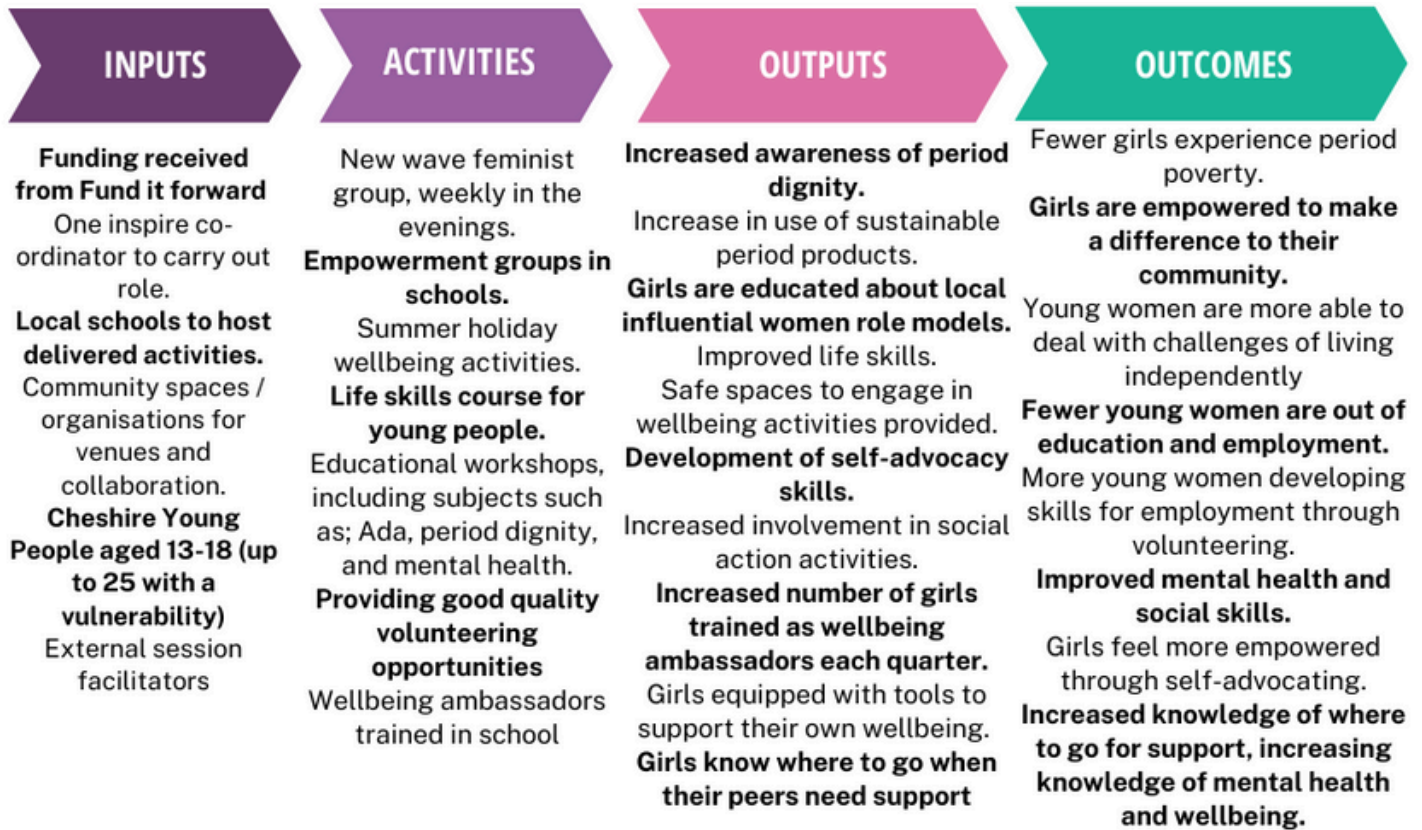 INPUTS
Funding received
from Fund it forward
One inspire co-
ordinator to carry out
role.
Local schools to host
delivered activities.
Community spaces /
organisations for
venues and
collaboration.
Cheshire Young
People aged 13-18 (up
to 25 with a
vulnerability)
External session
facilitators
ACTIVITIES
New wave feminist
group, weekly in the
evenings.
Empowerment groups in
schools.
Summer holiday
wellbeing activities.
Life skills course for
young people.
Educational workshops,
including subjects such
as; Ada, period dignity,
and mental health.
Providing good quality
volunteering
opportunities
Wellbeing ambassadors
trained in school
OUTPUTS
Increased awareness of period
dignity.
Increase in use of sustainable
period products.
Girls are educated about local
influential women role models.
Improved life skills.
Safe spaces to engage in
wellbeing activities provided.
Development of self-advocacy
skills.
Increased involvement in social
action activities.
Increased number of girls
trained as wellbeing
ambassadors each quarter.
Girls equipped with tools to
support their own wellbeing.
Girls know where to go when
their peers need support
OUTCOMES
Fewer girls experience period
poverty.
Girls are empowered to make
a difference to their
community.
Young women are more able to
deal with challenges of living
independently
Fewer young women are out of
education and employment.
More young women developing
skills for employment through
volunteering.
Improved mental health and
social skills.
Girls feel more empowered
through self-advocating.
Increased knowledge of where
to go for support, increasing
knowledge of mental health
and wellbeing.